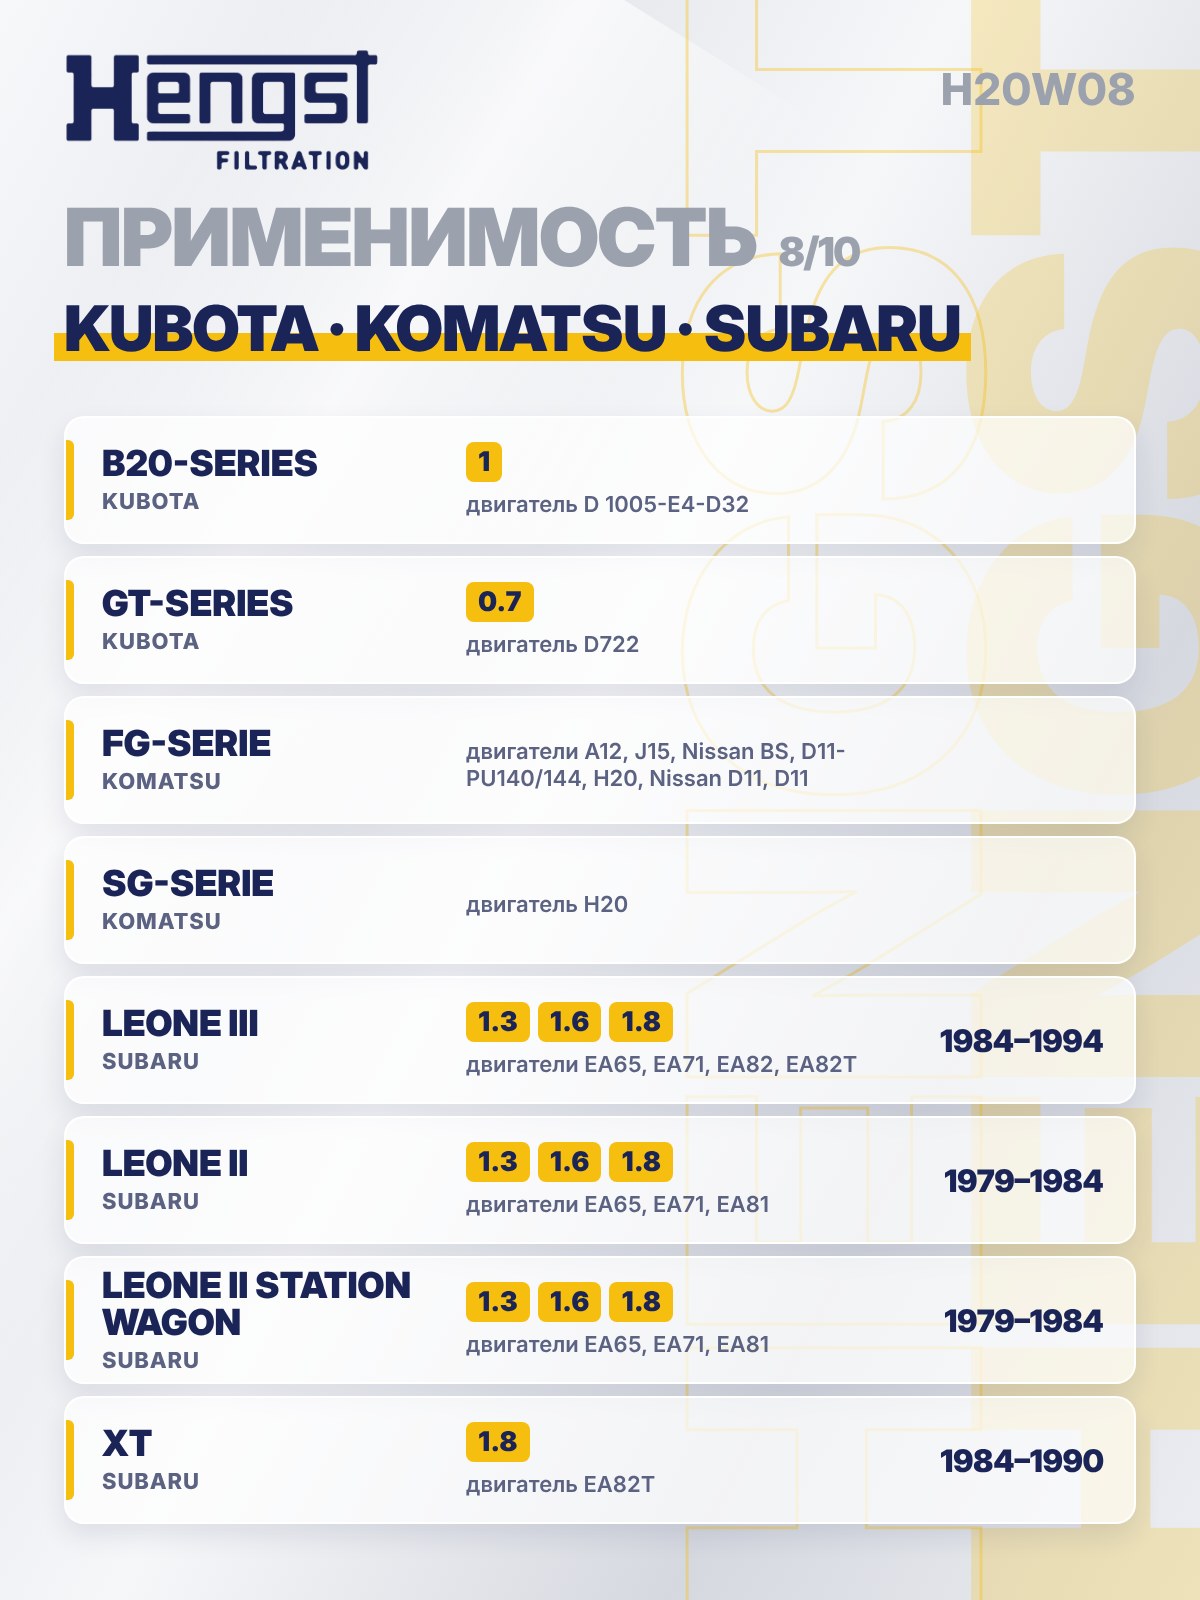 Hengst
FILTRATION
H20W08
ПРИМЕНИМОСТЬ 8/10
KUBOTA · KOMATSU · SUBARU
B20-SERIES
KUBOTA
1
двигатель D 1005-E4-D32
GT-SERIES
KUBOTA
0.7
двигатель D722
FG-SERIE
KOMATSU
двигатели A12, J15, Nissan BS, D11-
PU140/144, H20, Nissan D11, D11
SG-SERIE
KOMATSU
двигатель H20
LEONE III
SUBARU
1.3 1.6 1.8
двигатели EA65, EA71, EA82, EA82T
1984–1994
LEONE II
SUBARU
1.3 1.6 1.8
двигатели EA65, EA71, EA81
1979–1984
LEONE II STATION
WAGON
SUBARU
1.3 1.6 1.8
двигатели EA65, EA71, EA81
1979–1984
XT
SUBARU
1.8
двигатель EA82T
1984–1990
HENGST
HENGST